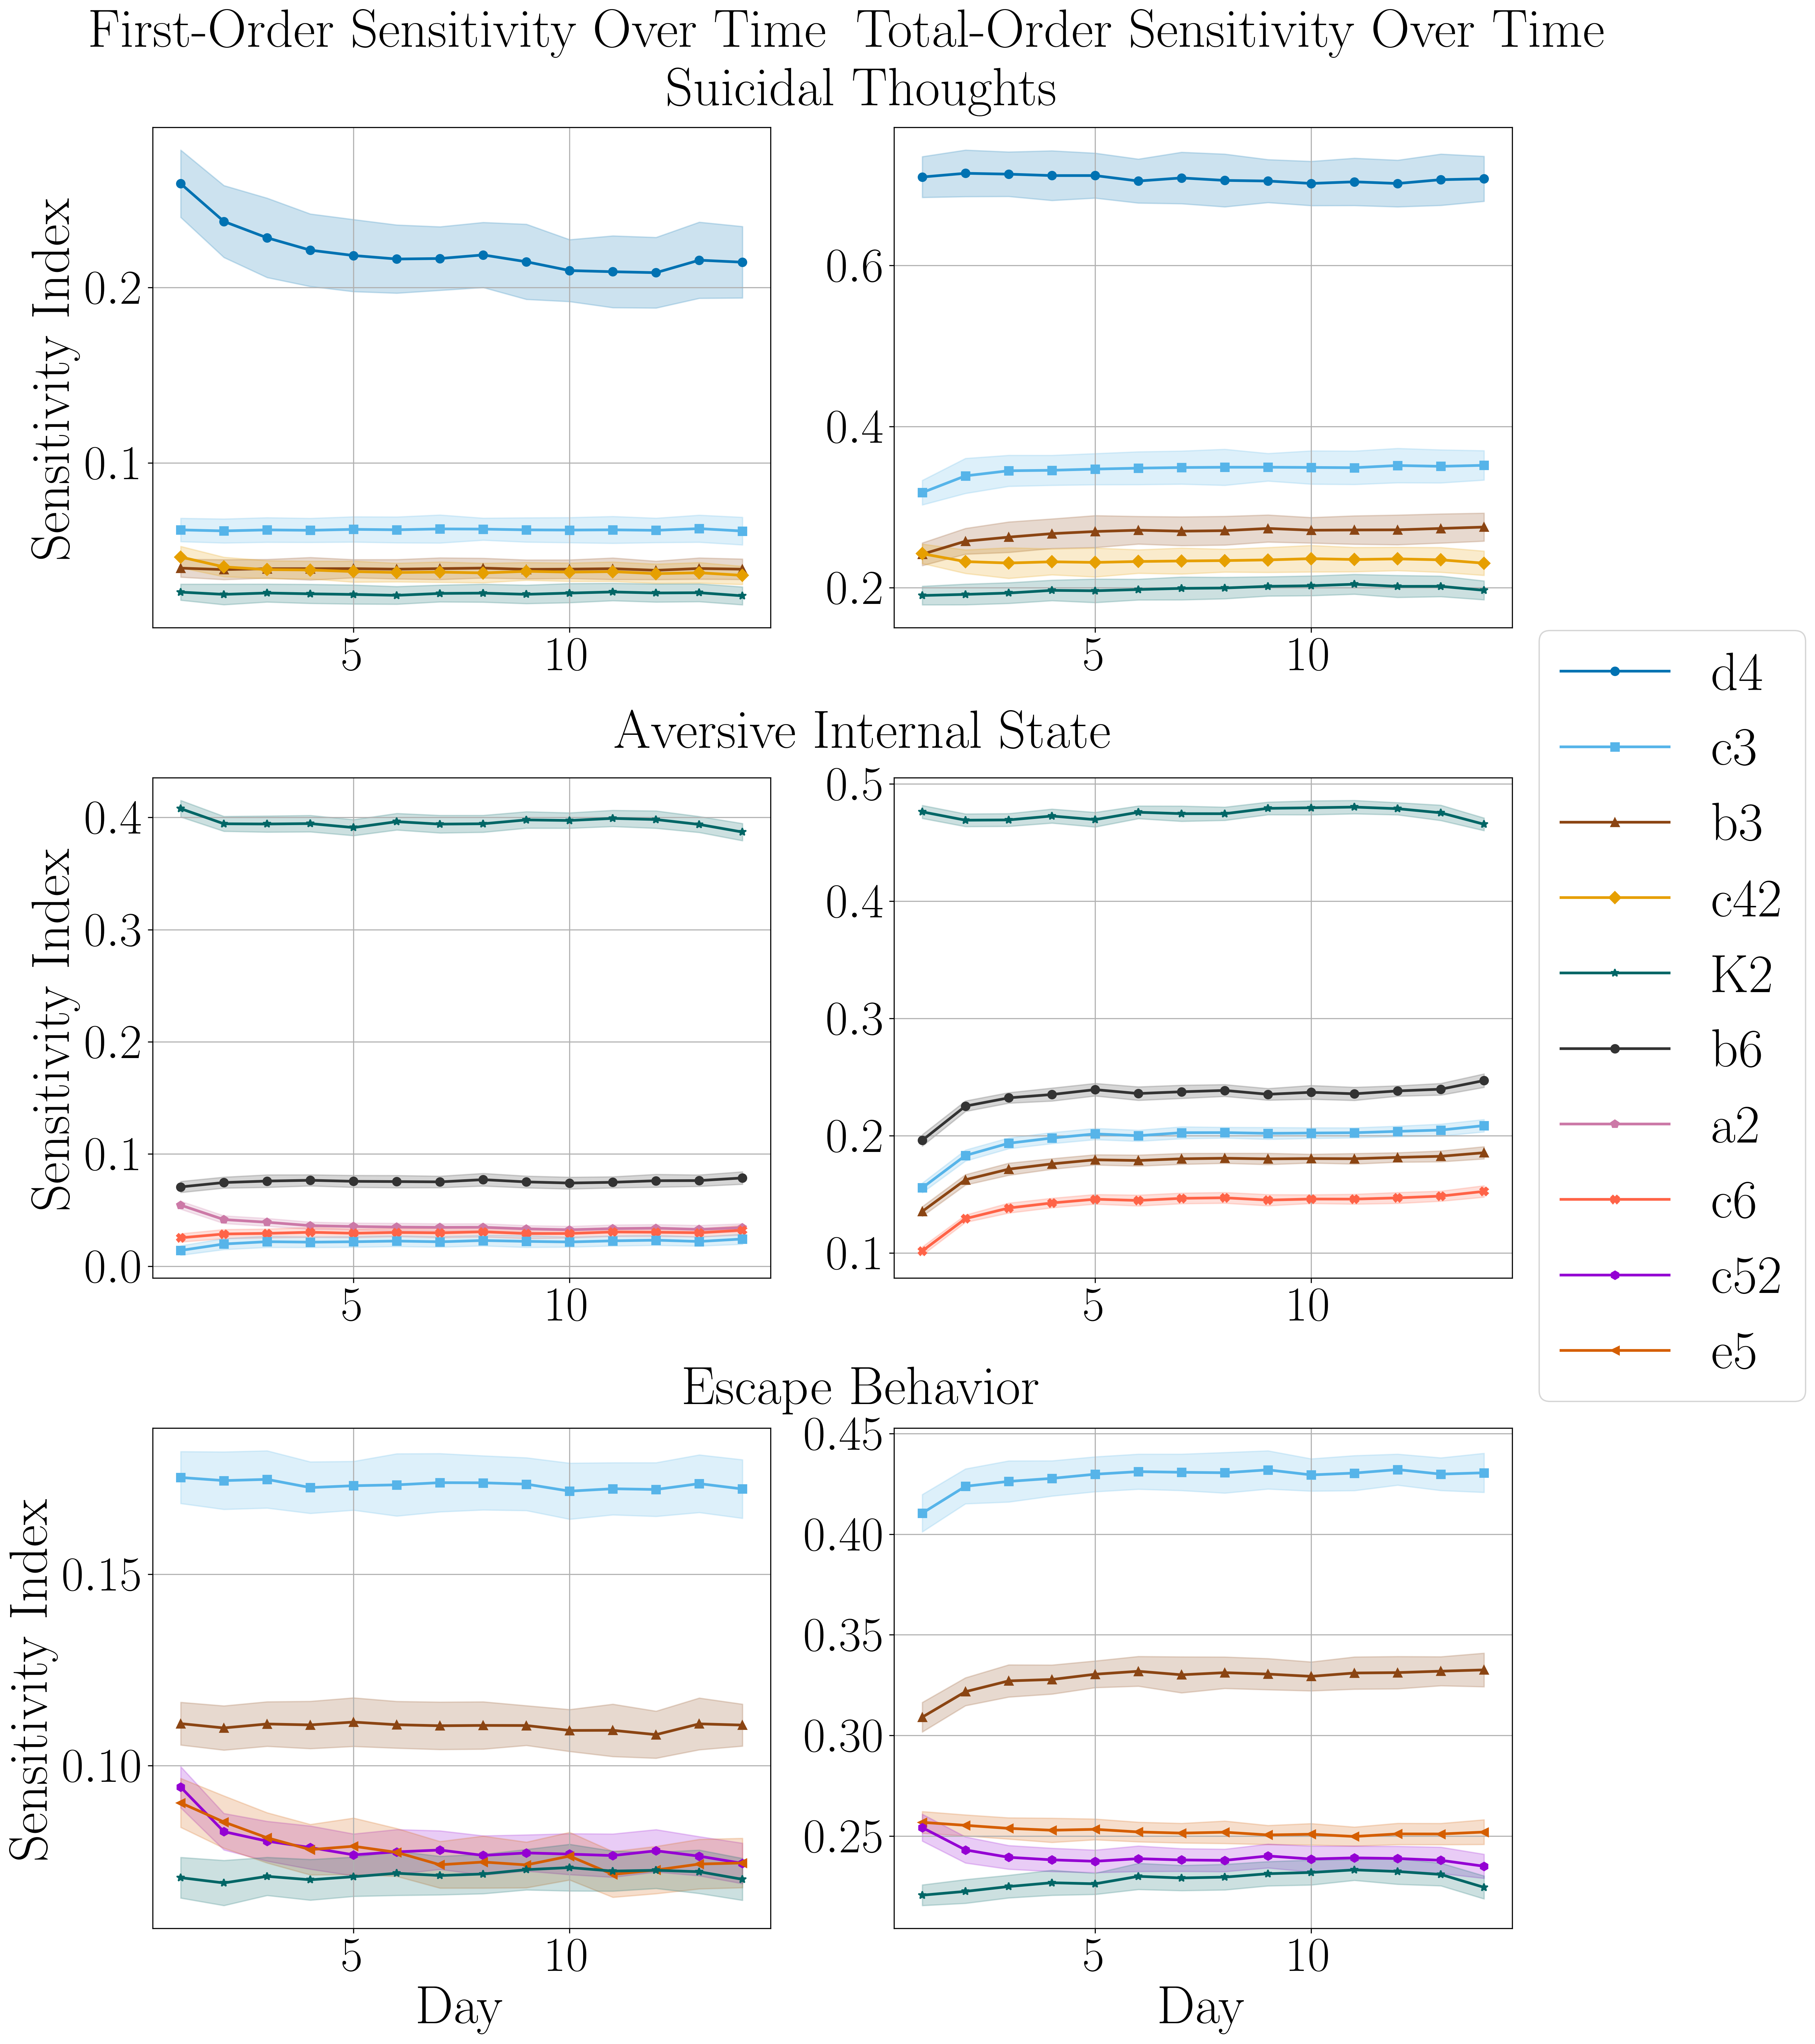 First-Order Sensitivity Over Time Total-Order Sensitivity Over Time
Suicidal Thoughts
Sensitivity Index
0.2
0.1
5 10
0.6
0.4
0.2
5 10
Aversive Internal State
Sensitivity Index
0.4
0.3
0.2
0.1
0.0
5 10
0.5
0.4
0.3
0.2
0.1
5 10
Escape Behavior
Sensitivity Index
0.15
0.10
5 10
Day
0.45
0.40
0.35
0.30
0.25
5 10
Day
d4
c3
b3
c42
K2
b6
a2
c6
c52
e5